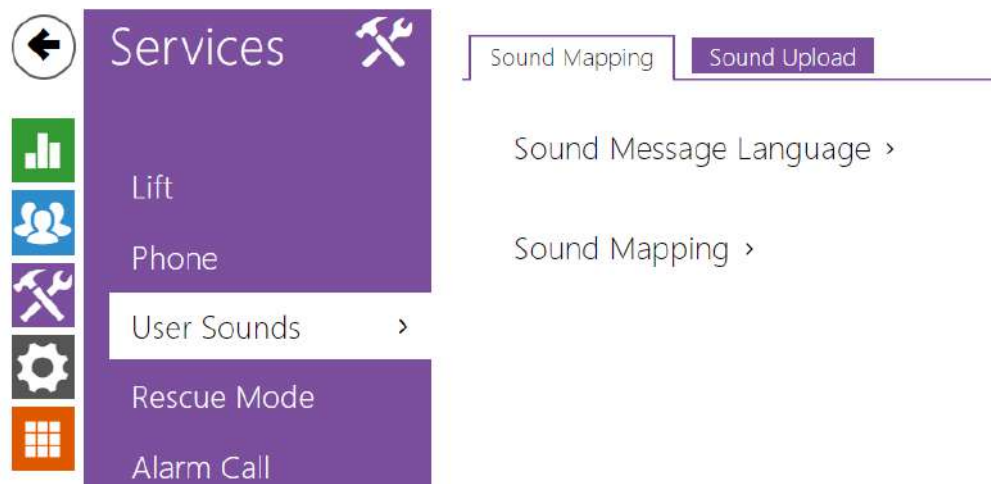 Services
Lift
Phone
User Sounds
Rescue Mode
Alarm Call
Sound Mapping
Sound Upload
Sound Message Language
Sound Mapping